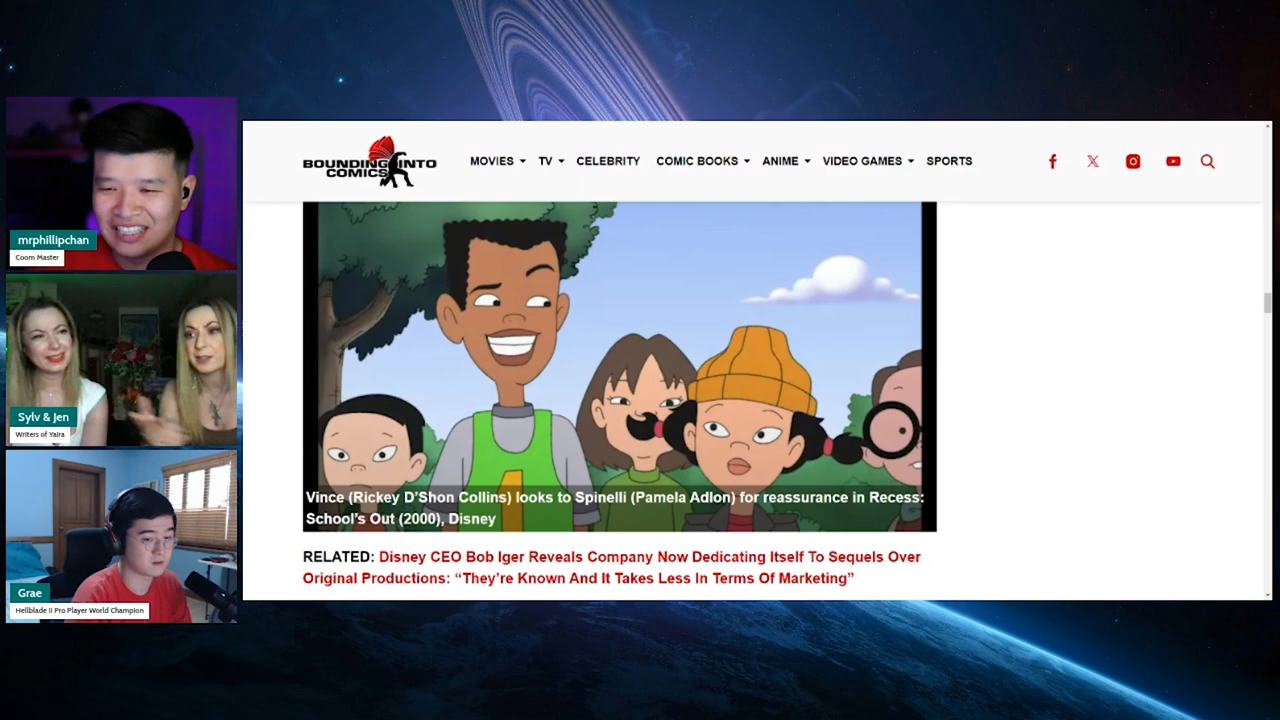 BOUNDING INTO
COMICS
MOVIES TV CELEBRITY COMIC BOOKS ANIME VIDEO GAMES SPORTS
mrphillipchan
Coom Master
Sylv & Jen
Writers of Yaira
Grae
Hellblade II Pro Player World Champion
Vince (Rickey D'Shon Collins) looks to Spinelli (Pamela Adlon) for reassurance in Recess:
School's Out (2000), Disney
RELATED: Disney CEO Bob Iger Reveals Company Now Dedicating Itself To Sequels Over
Original Productions: “They’re Known And It Takes Less In Terms Of Marketing”